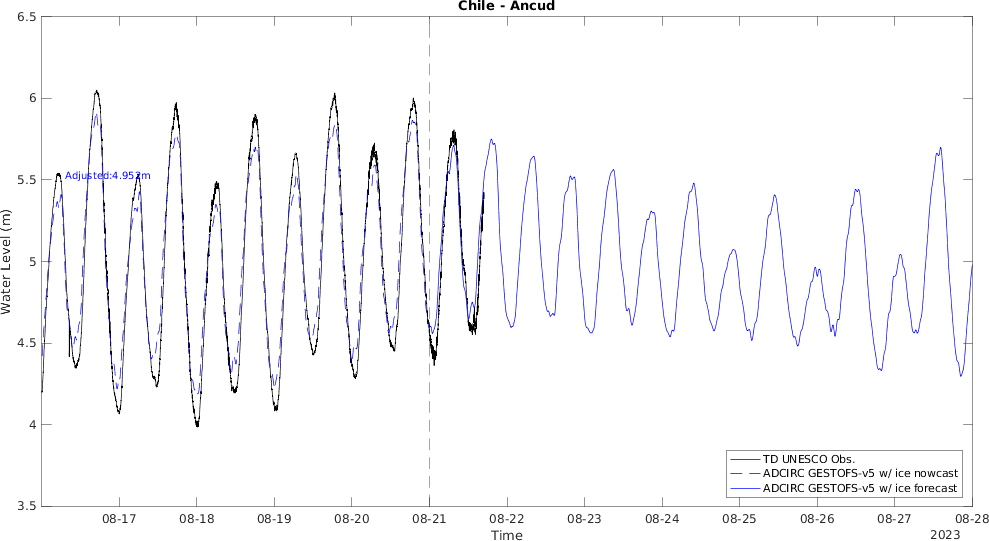 Chile - Ancud
6.5
6
5.5
5
4.5
4
3.5
Water Level (m)
Adjusted:4.952m
TD UNESCO Obs.
ADCIRC GESTOFS-v5 w/ ice nowcast
ADCIRC GESTOFS-v5 w/ ice forecast
08-17 08-18 08-19 08-20 08-21 08-22 08-23 08-24 08-25 08-26 08-27 08-28
Time
2023